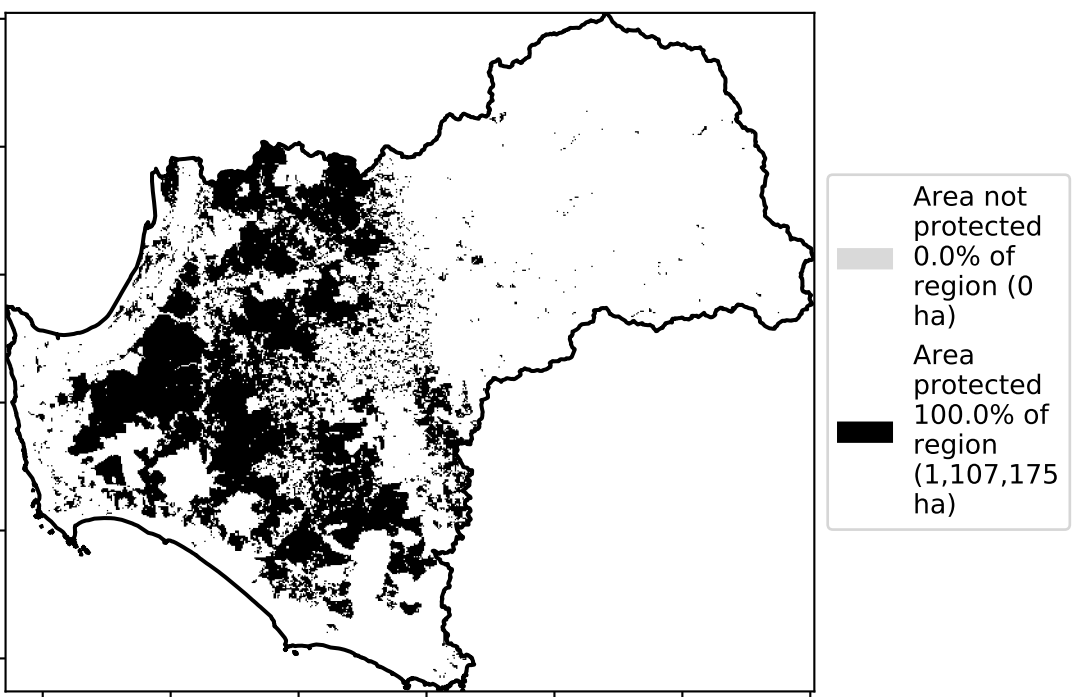 Area not
protected
0.0% of
region (0
ha)
Area
protected
100.0% of
region
(1,107,175
ha)